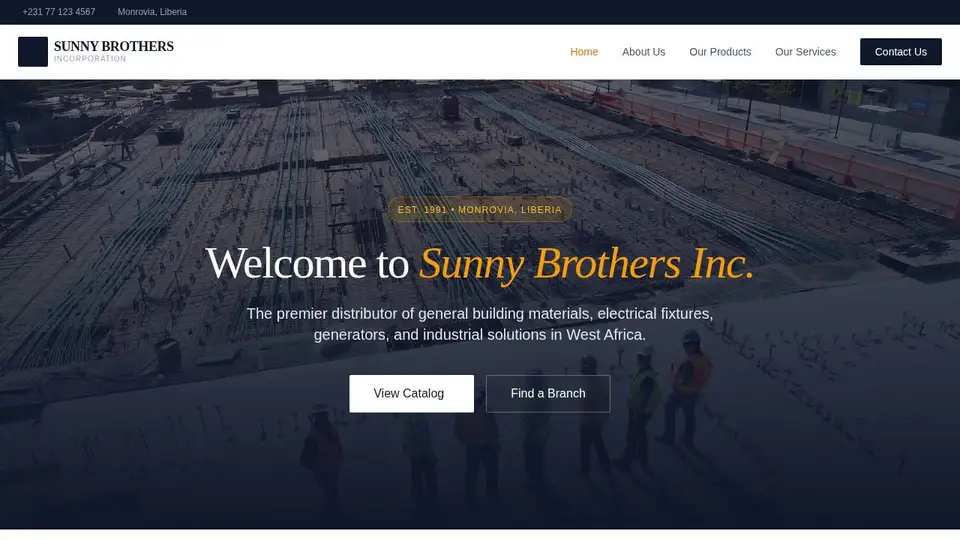 +231 77 123 4567 Monrovia, Liberia
SUNNY BROTHERS
INCORPORATION
Home About Us Our Products Our Services Contact Us
EST. 1991 • MONROVIA, LIBERIA
Welcome to Sunny Brothers Inc.
The premier distributor of general building materials, electrical fixtures,
generators, and industrial solutions in West Africa.
View Catalog Find a Branch